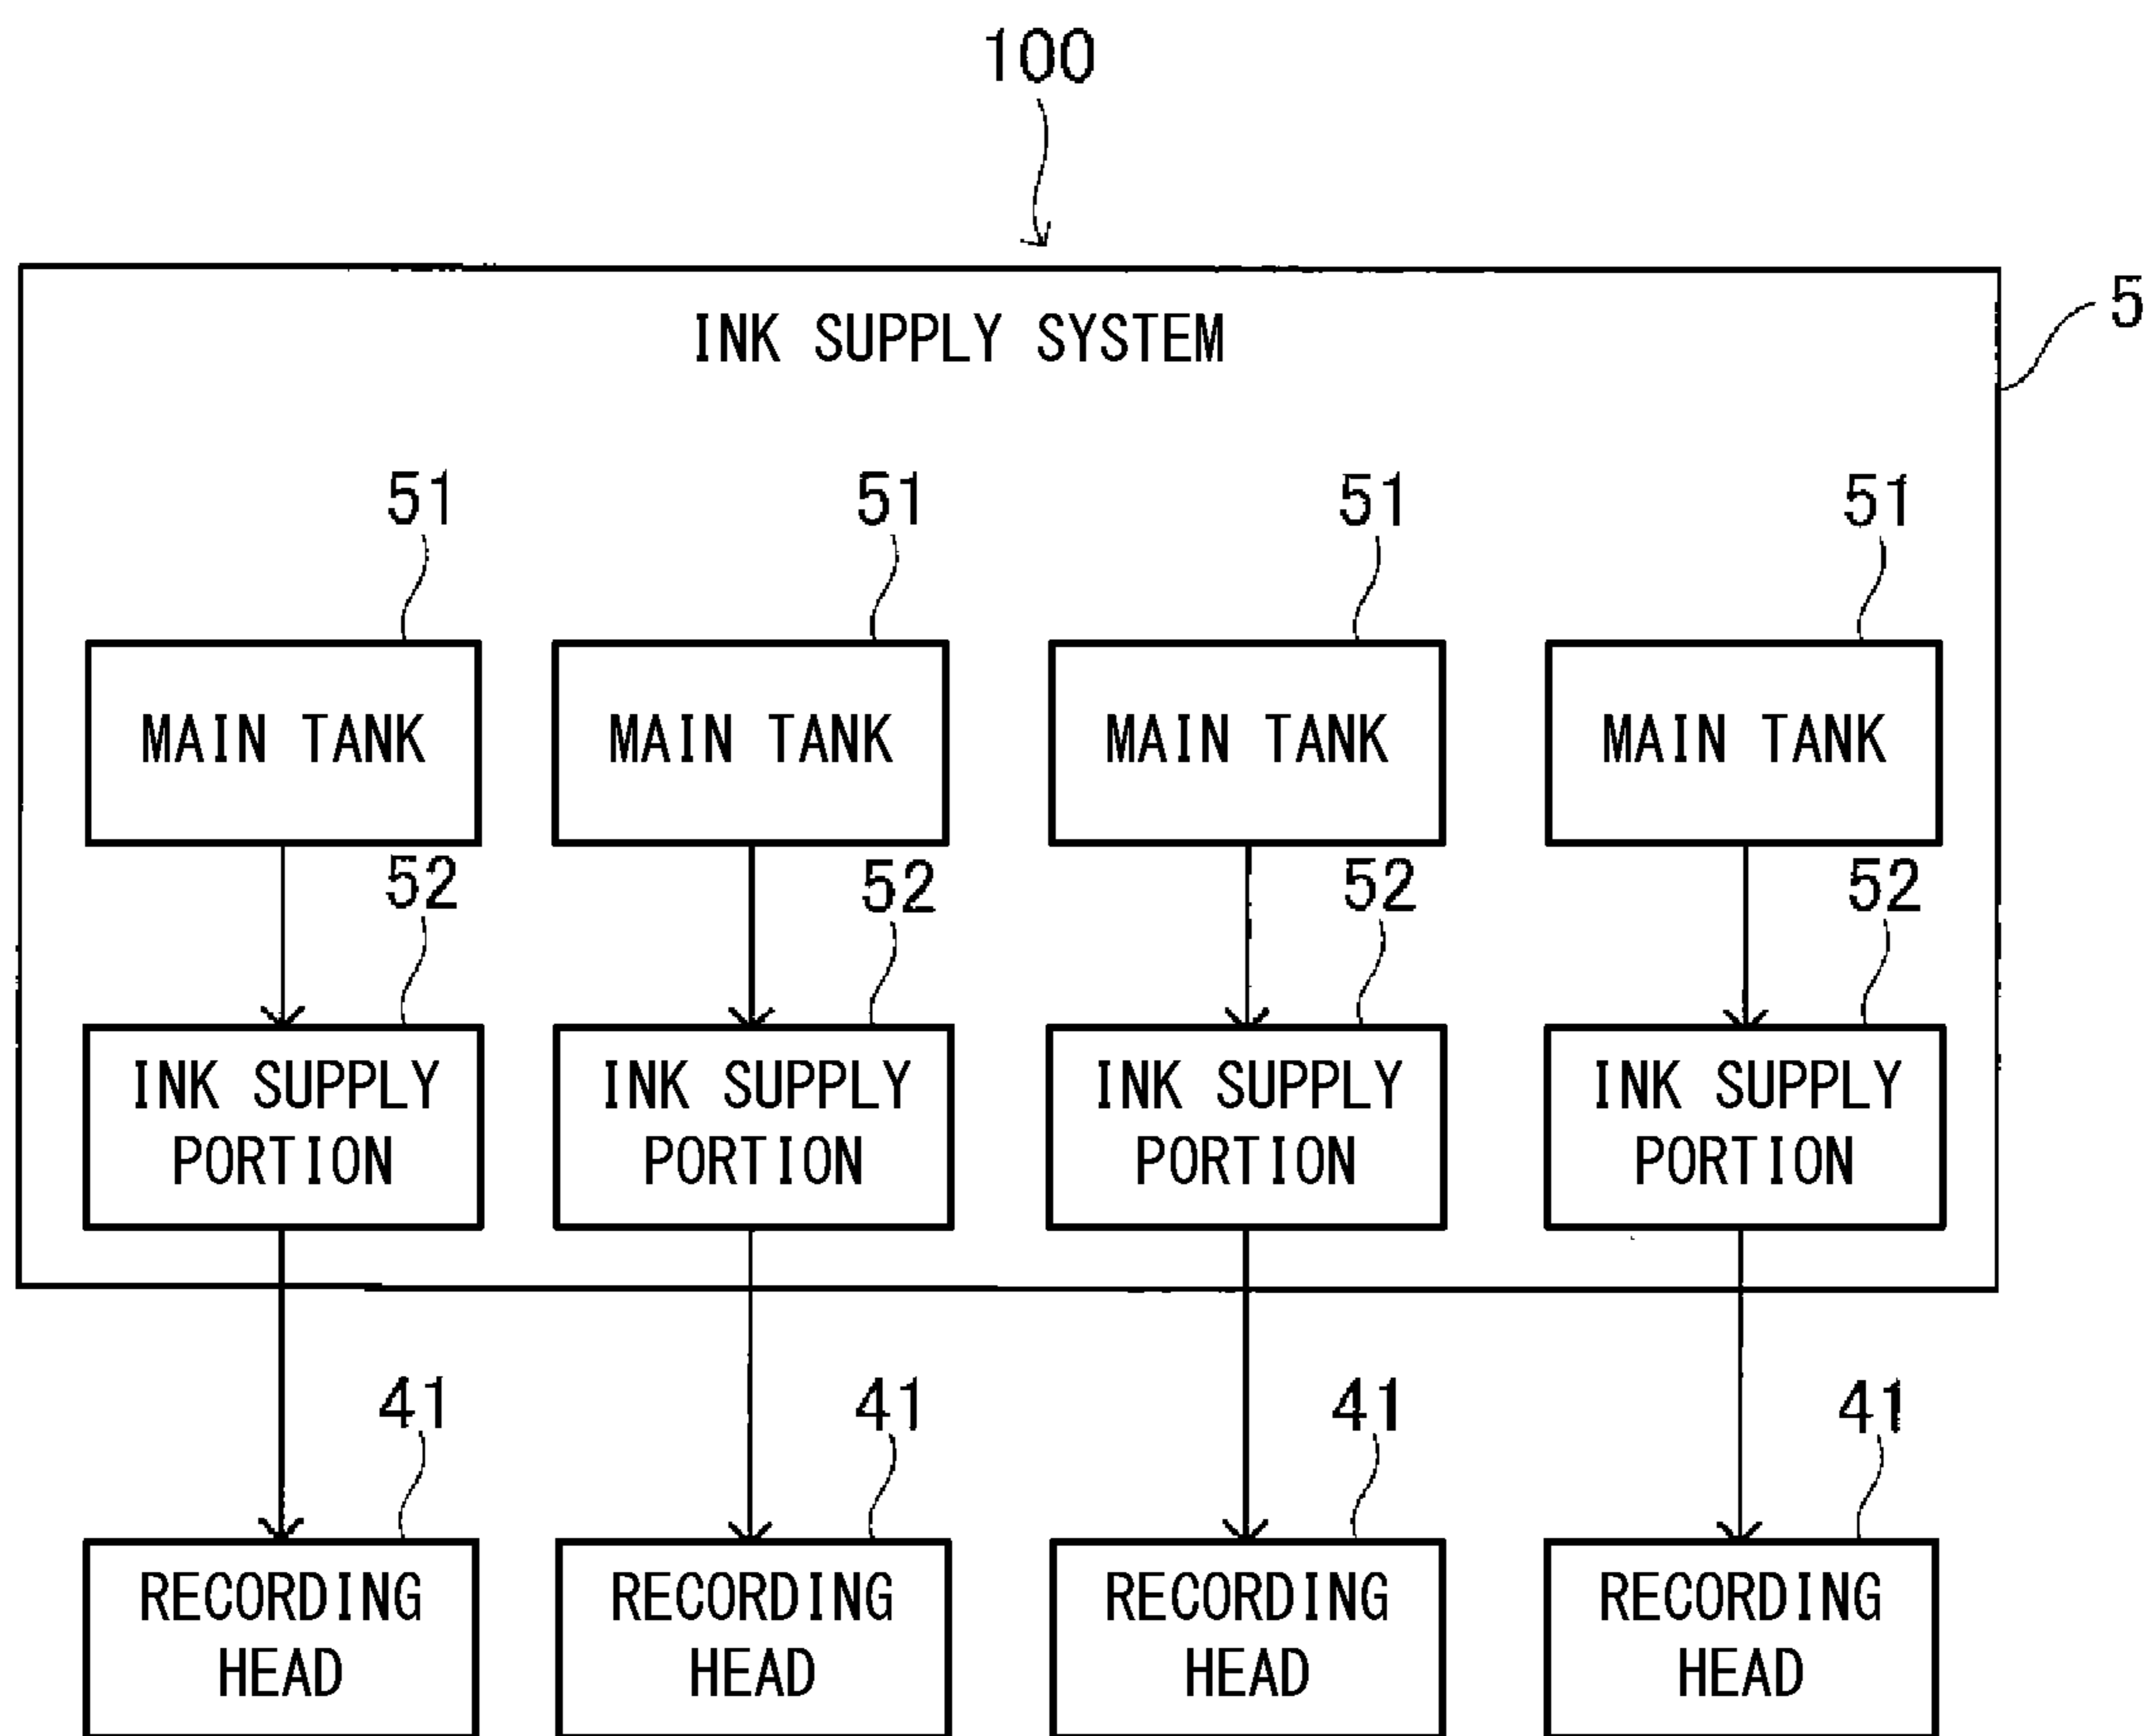 100
5
INK SUPPLY SYSTEM
51 51 51 51
MAIN TANK MAIN TANK MAIN TANK MAIN TANK
52 52 52 52
INK SUPPLY INK SUPPLY INK SUPPLY INK SUPPLY
PORTION PORTION PORTION PORTION
41 41 41 41
RECORDING RECORDING RECORDING RECORDING
HEAD HEAD HEAD HEAD